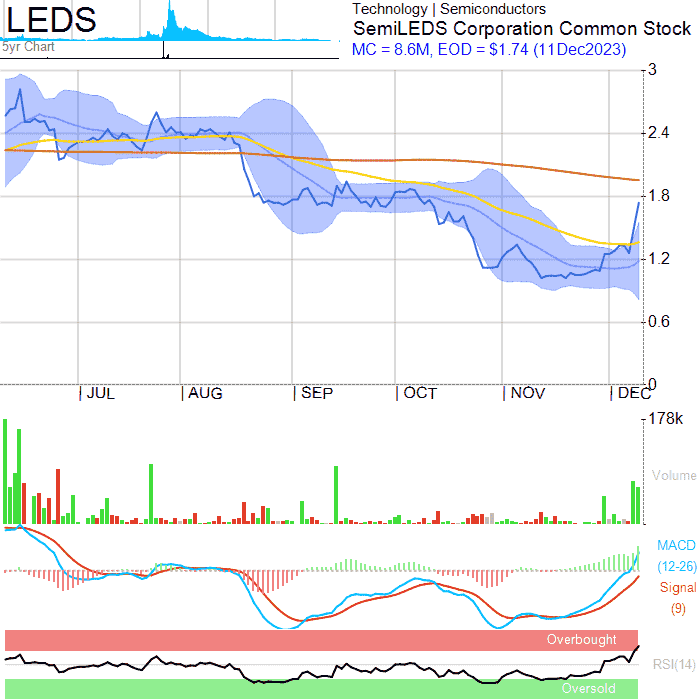 LEDS
5yr Chart
Technology | Semiconductors
SemiLEDS Corporation Common Stock
MC = 8.6M, EOD = $1.74 (11Dec2023)
3
2.4
1.8
1.2
0.6
0
JUL AUG SEP OCT NOV DEC
178k
Volume
MACD
(12-26)
Signal
(9)
Overbought
RSI(14)
Oversold